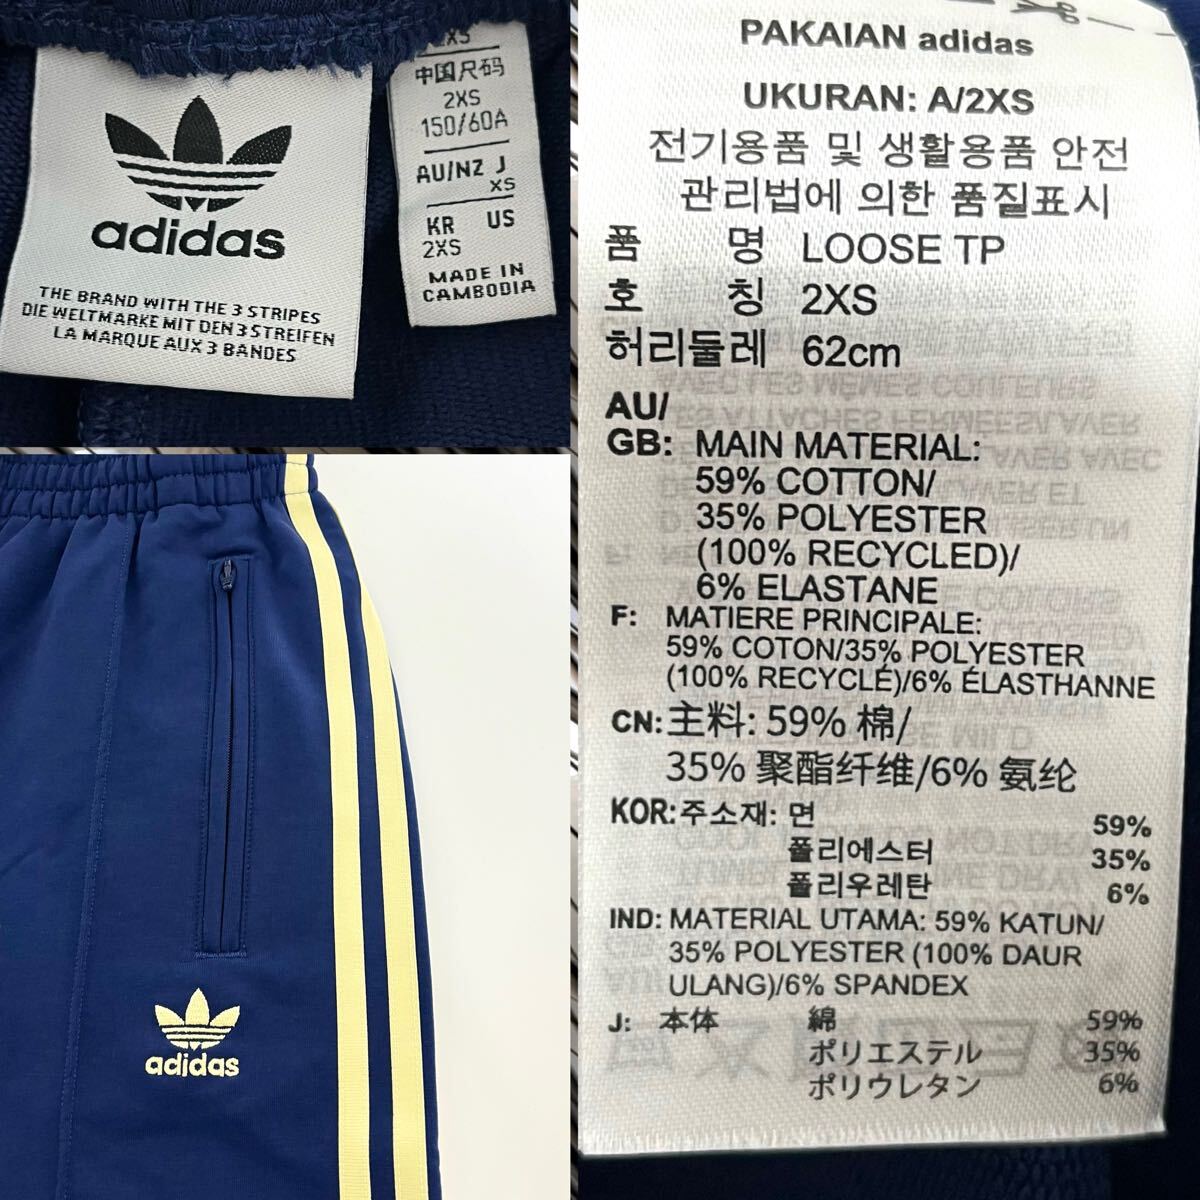 adidas
THE BRAND WITH THE 3 STRIPES
DIE WELTMARKE MIT DEN 3 STREIFEN
LA MARQUE AUX 3 BANDES
2XS
中国尺码
2XS
150/60A
AU/NZ J
XS
KR US
2XS
MADE IN
CAMBODIA
adidas
PAKAIAN adidas
UKURAN: A/2XS
전기용품 및 생활용품 안전
관리법에 의한 품질표시
품 명 LOOSE TP
호 칭 2XS
허리둘레 62cm
AU/
GB: MAIN MATERIAL:
59% COTTON/
35% POLYESTER
(100% RECYCLED)/
6% ELASTANE
F: MATIERE PRINCIPALE:
59% COTON/35% POLYESTER
(100% RECYCLÉ)/6% ÉLASTHANNE
CN: 主料: 59% 棉/
35% 聚酯纤维/6% 氨纶
KOR: 주소재: 면 59%
폴리에스터 35%
폴리우레탄 6%
IND: MATERIAL UTAMA: 59% KATUN/
35% POLYESTER (100% DAUR
ULANG)/6% SPANDEX
J: 本体 綿 59%
ポリエステル 35%
ポリウレタン 6%